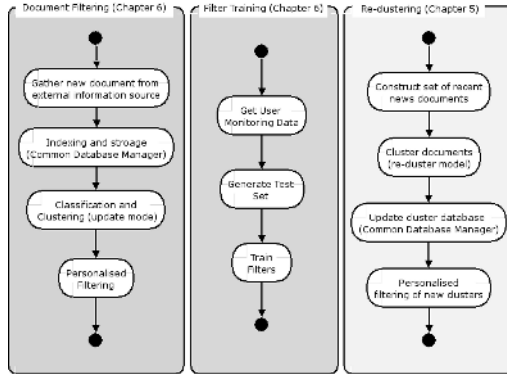 Document Filtering (Chapter 6)
Gather new document from
external information source
Indexing and stroage
(Common Database Manager)
Classification and
Clustering (update mode)
Personalised
Filtering
Filter Training (Chapter 6)
Get User
Monitoring Data
Generate Test
Set
Train
Filters
Re-clustering (Chapter 5)
Construct set of recent
news documents
Cluster documents
(re-cluster model)
Update cluster database
(Common Database Manager)
Personalised
filtering of new clusters